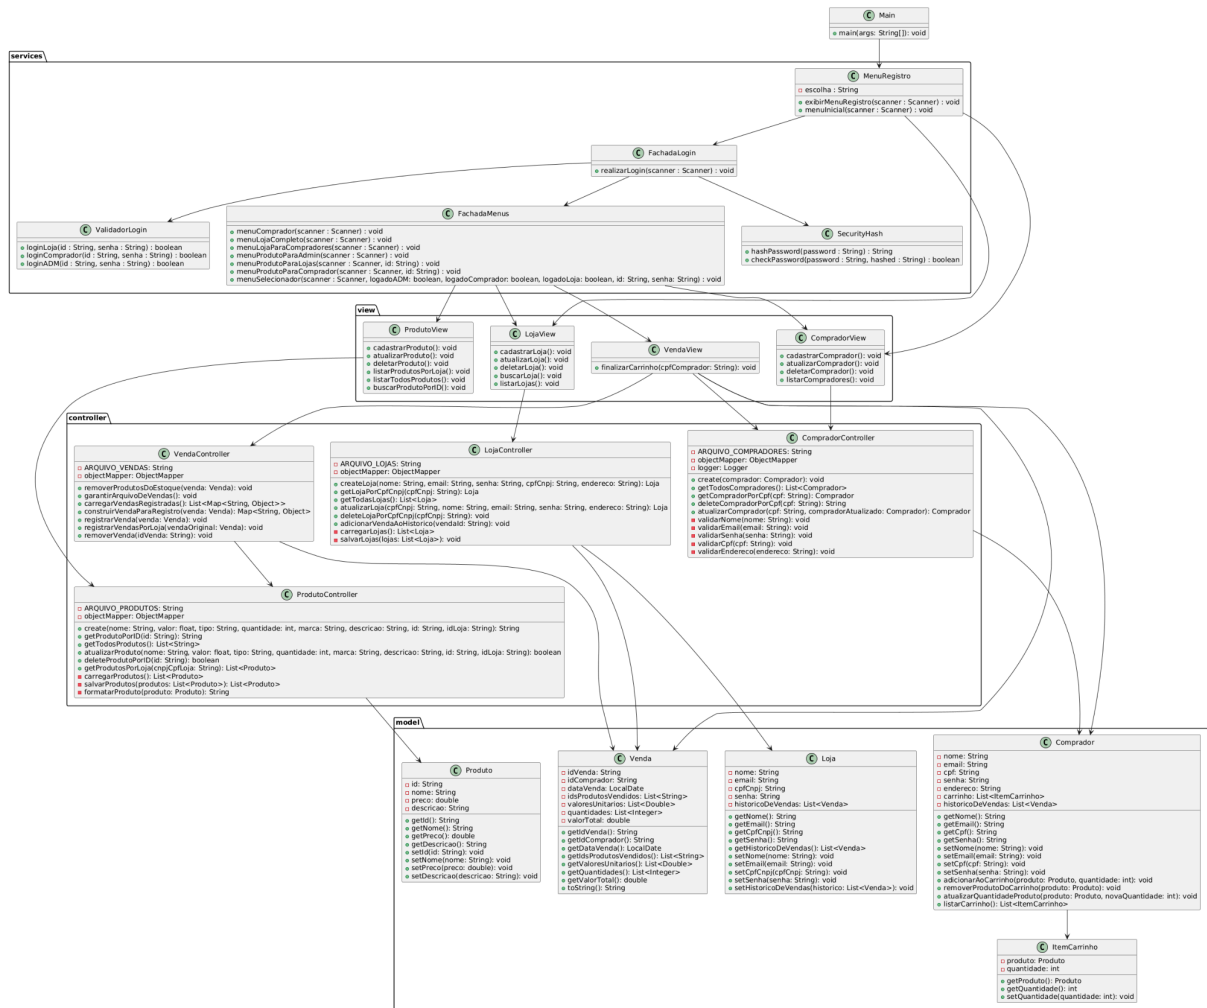 C Main
main(args: String[]): void
services
C MenuRegistro
escolha : String
exibirMenuRegistro(scanner : Scanner) : void
menuInicial(scanner : Scanner) : void
C FachadaLogin
realizarLogin(scanner : Scanner) : void
C ValidadorLogin
loginLoja(id : String, senha : String) : boolean
loginComprador(id : String, senha : String) : boolean
loginADM(id : String, senha : String) : boolean
C FachadaMenus
menuComprador(scanner : Scanner) : void
menuLojaCompleto(scanner : Scanner) : void
menuLojaParaCompradores(scanner : Scanner) : void
menuProdutoParaAdmin(scanner : Scanner) : void
menuProdutoParaLojas(scanner : Scanner, id: String) : void
menuProdutoParaComprador(scanner : Scanner, id: String) : void
menuSelecionador(scanner : Scanner, logadoADM: boolean, logadoComprador: boolean, logadoLoja: boolean, id: String, senha: String) : void
C SecurityHash
hashPassword(password : String) : String
checkPassword(password : String, hashed : String) : boolean
view
C ProdutoView
cadastrarProduto(): void
atualizarProduto(): void
deletarProduto(): void
listarProdutosPorLoja(): void
listarTodosProdutos(): void
buscarProdutoPorID(): void
C LojaView
cadastrarLoja(): void
atualizarLoja(): void
deletarLoja(): void
buscarLoja(): void
listarLojas(): void
C VendaView
finalizarCarrinho(cpfComprador: String): void
C CompradorView
cadastrarComprador(): void
atualizarComprador(): void
deletarComprador(): void
listarCompradores(): void
controller
C VendaController
ARQUIVO_VENDAS: String
objectMapper: ObjectMapper
removerProdutosDoEstoque(venda: Venda): void
garantirArquivoDeVendas(): void
carregarVendasRegistradas(): List<Map<String, Object>>
construirVendaParaRegistro(venda: Venda): Map<String, Object>
registrarVenda(venda: Venda): void
registrarVendasPorLoja(vendaOriginal: Venda): void
removerVenda(idVenda: String): void
C LojaController
ARQUIVO_LOJAS: String
objectMapper: ObjectMapper
createLoja(nome: String, email: String, senha: String, cpfCnpj: String, endereco: String): Loja
getLojaPorCpfCnpj(cpfCnpj: String): Loja
getTodasLojas(): List<Loja>
atualizarLoja(cpfCnpj: String, nome: String, email: String, senha: String, endereco: String): Loja
deleteLojaPorCpfCnpj(cpfCnpj: String): void
adicionarVendaAoHistorico(vendaId: String): void
carregarLojas(): List<Loja>
salvarLojas(lojas: List<Loja>): void
C CompradorController
ARQUIVO_COMPRADORES: String
objectMapper: ObjectMapper
logger: Logger
create(comprador: Comprador): void
getTodosCompradores(): List<Comprador>
getCompradorPorCpf(cpf: String): Comprador
deleteCompradorPorCpf(cpf: String): String
atualizarComprador(cpf: String, compradorAtualizado: Comprador): Comprador
validarNome(nome: String): void
validarEmail(email: String): void
validarSenha(senha: String): void
validarCpf(cpf: String): void
validarEndereco(endereco: String): void
C ProdutoController
ARQUIVO_PRODUTOS: String
objectMapper: ObjectMapper
create(nome: String, valor: float, tipo: String, quantidade: int, marca: String, descricao: String, id: String, idLoja: String): String
getProdutoPorID(id: String): String
getTodosProdutos(): List<String>
atualizarProduto(nome: String, valor: float, tipo: String, quantidade: int, marca: String, descricao: String, id: String, idLoja: String): boolean
deleteProdutoPorID(id: String): boolean
getProdutosPorLoja(cnpjCpfLoja: String): List<Produto>
carregarProdutos(): List<Produto>
salvarProdutos(produtos: List<Produto>): List<Produto>
formatarProduto(produto: Produto): String
model
C Produto
id: String
nome: String
preco: double
descricao: String
getId(): String
getNome(): String
getPreco(): double
getDescricao(): String
setId(id: String): void
setNome(nome: String): void
setPreco(preco: double): void
setDescricao(descricao: String): void
C Venda
idVenda: String
idComprador: String
dataVenda: LocalDate
idsProdutosVendidos: List<String>
valoresUnitarios: List<Double>
quantidades: List<Integer>
valorTotal: double
getIdVenda(): String
getIdComprador(): String
getDataVenda(): LocalDate
getIdsProdutosVendidos(): List<String>
getValoresUnitarios(): List<Double>
getQuantidades(): List<Integer>
getValorTotal(): double
toString(): String
C Loja
nome: String
email: String
cpfCnpj: String
senha: String
historicoDeVendas: List<Venda>
getNome(): String
getEmail(): String
getCpfCnpj(): String
getSenha(): String
getHistoricoDeVendas(): List<Venda>
setNome(nome: String): void
setEmail(email: String): void
setCpfCnpj(cpfCnpj: String): void
setSenha(senha: String): void
setHistoricoDeVendas(historico: List<Venda>): void
C Comprador
nome: String
email: String
cpf: String
senha: String
endereco: String
carrinho: List<ItemCarrinho>
historicoDeVendas: List<Venda>
getNome(): String
getEmail(): String
getCpf(): String
getSenha(): String
setNome(nome: String): void
setEmail(email: String): void
setCpf(cpf: String): void
setSenha(senha: String): void
adicionarAoCarrinho(produto: Produto, quantidade: int): void
removerProdutoDoCarrinho(produto: Produto): void
atualizarQuantidadeProduto(produto: Produto, novaQuantidade: int): void
listarCarrinho(): List<ItemCarrinho>
C ItemCarrinho
produto: Produto
quantidade: int
getProduto(): Produto
getQuantidade(): int
setQuantidade(quantidade: int): void